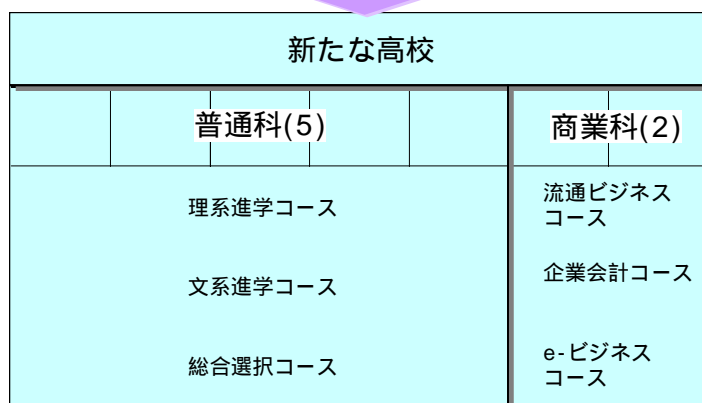 新たな高校
普通科(5)
商業科(2)
理系進学コース
文系進学コース
総合選択コース
流通ビジネス
コース
企業会計コース
e-ビジネス
コース